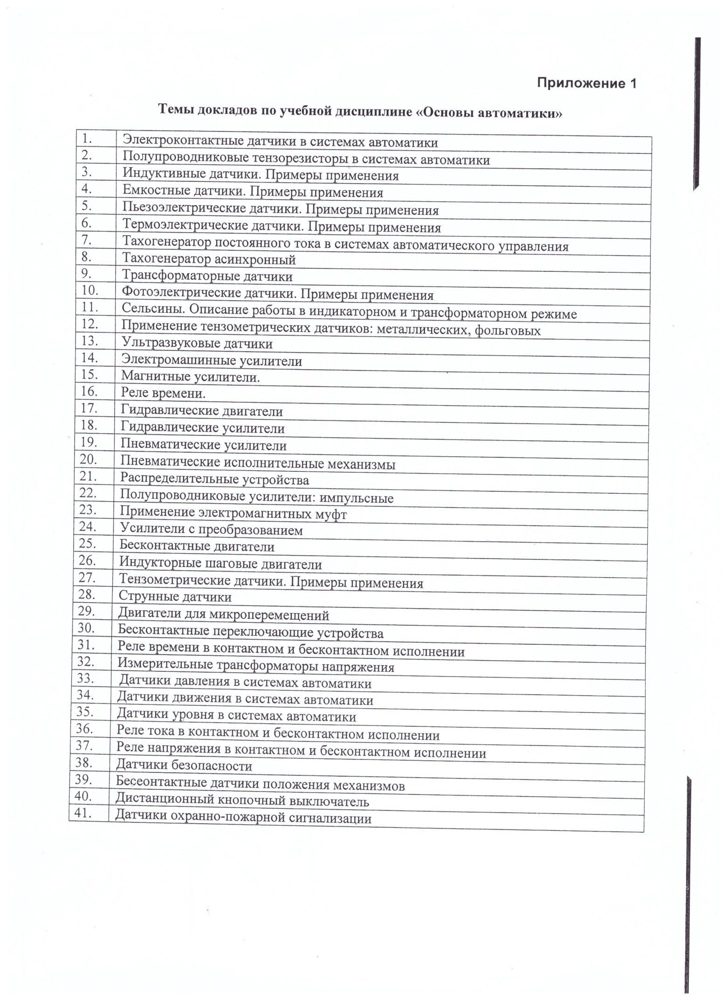 Приложение 1
Темы докладов по учебной дисциплине «Основы автоматики»
1. Электроконтактные датчики в системах автоматики
2. Полупроводниковые тензорезисторы в системах автоматики
3. Индуктивные датчики. Примеры применения
4. Емкостные датчики. Примеры применения
5. Пьезоэлектрические датчики. Примеры применения
6. Термоэлектрические датчики. Примеры применения
7. Тахогенератор постоянного тока в системах автоматического управления
8. Тахогенератор асинхронный
9. Трансформаторные датчики
10. Фотоэлектрические датчики. Примеры применения
11. Сельсины. Описание работы в индикаторном и трансформаторном режиме
12. Применение тензометрических датчиков: металлических, фольговых
13. Ультразвуковые датчики
14. Электромашинные усилители
15. Магнитные усилители.
16. Реле времени.
17. Гидравлические двигатели
18. Гидравлические усилители
19. Пневматические усилители
20. Пневматические исполнительные механизмы
21. Распределительные устройства
22. Полупроводниковые усилители: импульсные
23. Применение электромагнитных муфт
24. Усилители с преобразованием
25. Бесконтактные двигатели
26. Индукторные шаговые двигатели
27. Тензометрические датчики. Примеры применения
28. Струнные датчики
29. Двигатели для микроперемещений
30. Бесконтактные переключающие устройства
31. Реле времени в контактном и бесконтактном исполнении
32. Измерительные трансформаторы напряжения
33. Датчики давления в системах автоматики
34. Датчики движения в системах автоматики
35. Датчики уровня в системах автоматики
36. Реле тока в контактном и бесконтактном исполнении
37. Реле напряжения в контактном и бесконтактном исполнении
38. Датчики безопасности
39. Бесеонтактные датчики положения механизмов
40. Дистанционный кнопочный выключатель
41. Датчики охранно-пожарной сигнализации